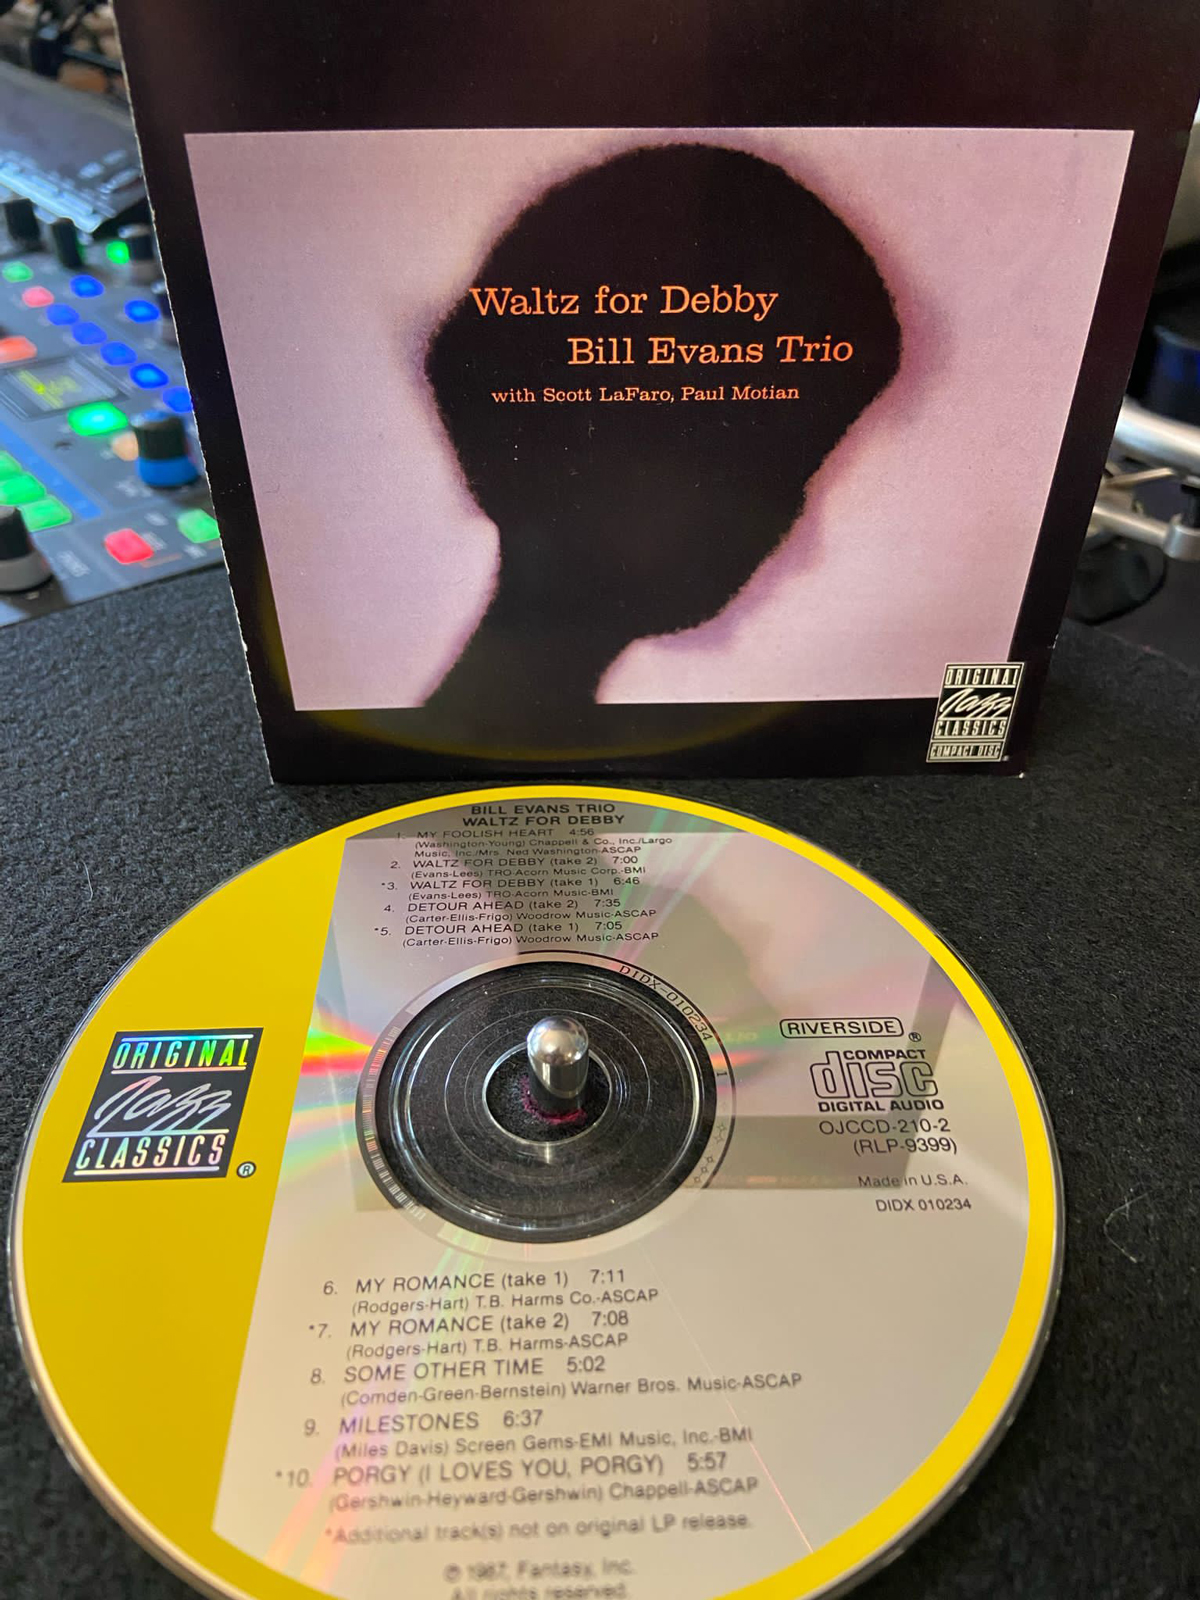 Waltz for Debby
Bill Evans Trio
with Scott LaFaro, Paul Motian
ORIGINAL
Jazz
CLASSICS
COMPACT DISC
BILL EVANS TRIO
WALTZ FOR DEBBY
1. MY FOOLISH HEART 4:56
(Washington-Young) Chappell & Co., Inc./Largo
Music, Inc./Mrs. Ned Washington-ASCAP
2. WALTZ FOR DEBBY (take 2) 7:00
(Evans-Lees) TRO-Acorn Music Corp.-BMI
*3. WALTZ FOR DEBBY (take 1) 6:46
(Evans-Lees) TRO-Acorn Music-BMI
4. DETOUR AHEAD (take 2) 7:35
(Carter-Ellis-Frigo) Woodrow Music-ASCAP
*5. DETOUR AHEAD (take 1) 7:05
(Carter-Ellis-Frigo) Woodrow Music-ASCAP
DIDX-010234 1
ORIGINAL
Jazz
CLASSICS ®
RIVERSIDE ®
COMPACT
disc
DIGITAL AUDIO
OJCCD-210-2
(RLP-9399)
Made in U.S.A.
DIDX 010234
6. MY ROMANCE (take 1) 7:11
(Rodgers-Hart) T.B. Harms Co.-ASCAP
*7. MY ROMANCE (take 2) 7:08
(Rodgers-Hart) T.B. Harms-ASCAP
8. SOME OTHER TIME 5:02
(Comden-Green-Bernstein) Warner Bros. Music-ASCAP
9. MILESTONES 6:37
(Miles Davis) Screen Gems-EMI Music, Inc.-BMI
*10. PORGY (I LOVES YOU, PORGY) 5:57
(Gershwin-Heyward-Gershwin) Chappell-ASCAP
*Additional track(s) not on original LP release.
© 1987, Fantasy, Inc.
All rights reserved.